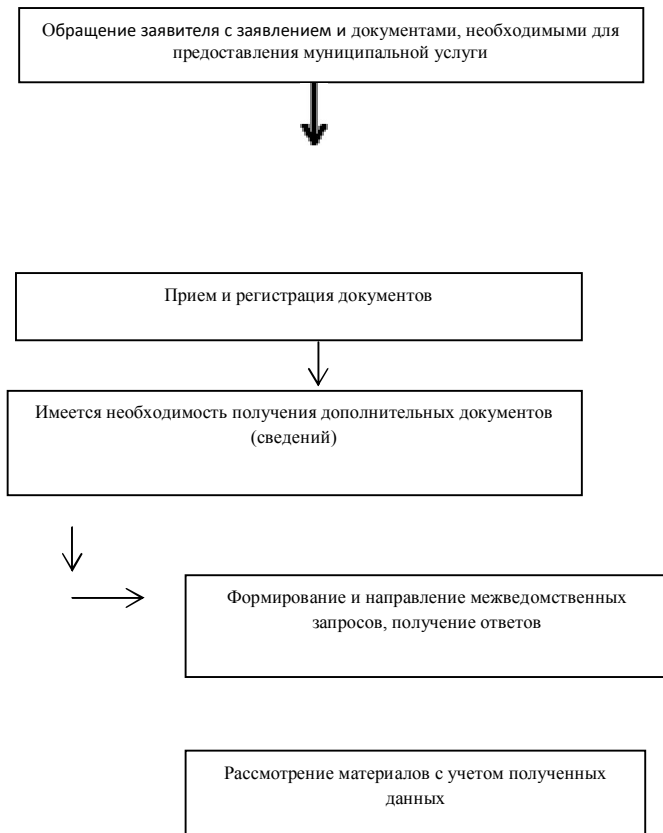 Обращение заявителя с заявлением и документами, необходимыми для
предоставления муниципальной услуги
Прием и регистрация документов
Имеется необходимость получения дополнительных документов
(сведений)
Формирование и направление межведомственных
запросов, получение ответов
Рассмотрение материалов с учетом полученных
данных